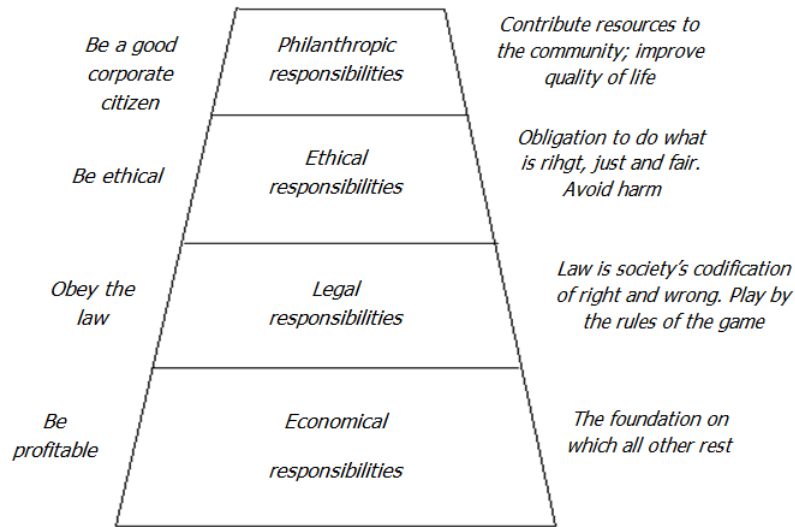 Be a good
corporate
citizen
Philanthropic
responsibilities
Contribute resources to
the community; improve
quality of life
Be ethical
Ethical
responsibilities
Obligation to do what
is rihgt, just and fair.
Avoid harm
Obey the
law
Legal
responsibilities
Law is society's codification
of right and wrong. Play by
the rules of the game
Be
profitable
Economical
responsibilities
The foundation on
which all other rest